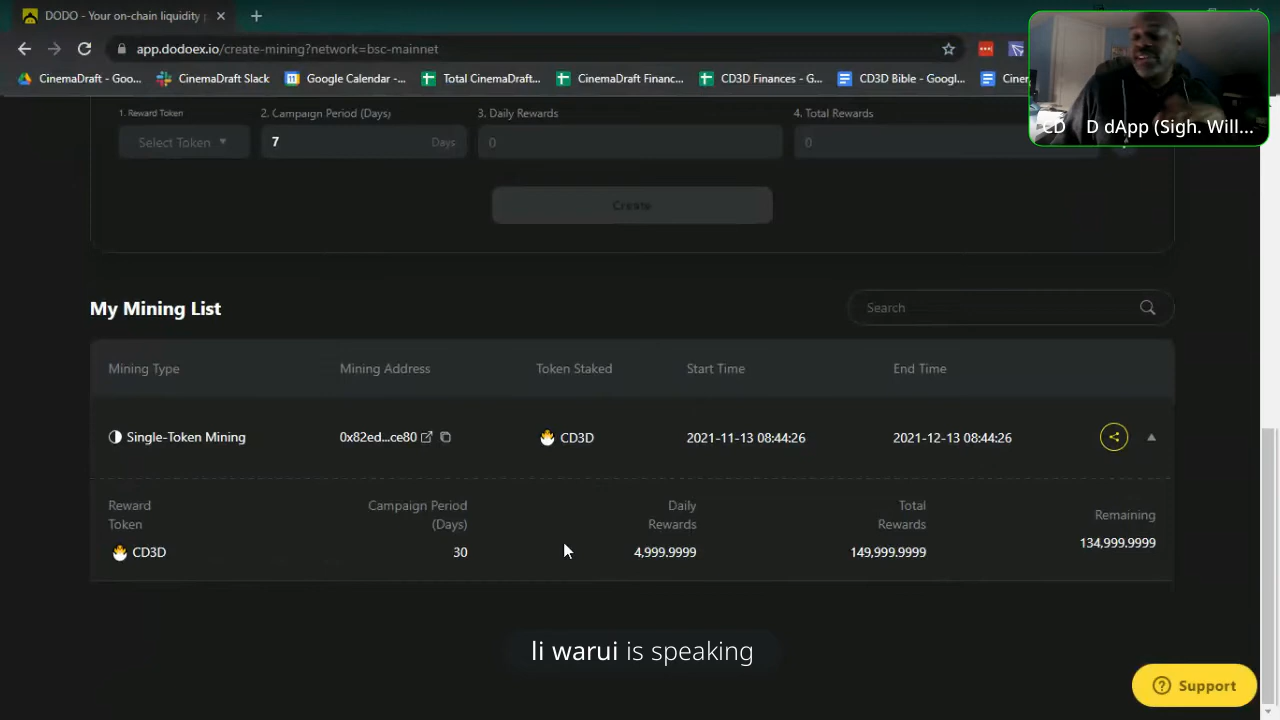 DODO - Your on-chain liquidity
app.dodoex.io/create-mining?network=bsc-mainnet
CinemaDraft - Goo...
CinemaDraft Slack
Google Calendar -...
Total CinemaDraft...
CinemaDraft Financ...
CD3D Finances - G...
CD3D Bible - Googl...
CD D dApp (Sigh. Will...
1. Reward Token
2. Campaign Period (Days)
3. Daily Rewards
4. Total Rewards
Select Token
7
Days
0
0
Create
My Mining List
Search
Mining Type
Mining Address
Token Staked
Start Time
End Time
Single-Token Mining
0x82ed...ce80
CD3D
2021-11-13 08:44:26
2021-12-13 08:44:26
Reward
Token
Campaign Period
(Days)
Daily
Rewards
Total
Rewards
Remaining
CD3D
30
4,999.9999
149,999.9999
134,999.9999
li warui is speaking
Support